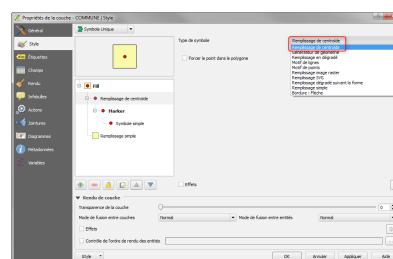 Propriétés de la couche - COMMUNE | Style
Général
Style
Étiquettes
Champs
Rendu
Infobulles
Actions
Jointures
Diagrammes
Métadonnées
Variables
Symbole Unique
Fill
Remplissage de centroïde
Marker
Symbole simple
Remplissage simple
Type de symbole
Remplissage de centroïde
Forcer le point dans le polygone
Remplissage de centroïde
Générateur de géométrie
Remplissage en dégradé
Motif de lignes
Motif de points
Remplissage image raster
Remplissage SVG
Remplissage dégradé suivant la forme
Remplissage simple
Bordure : Flèche
Effets
Rendu de couche
Transparence de la couche
0
Mode de fusion entre couches
Normal
Mode de fusion entre entités
Normal
Effets
Contrôle de l'ordre de rendu des entités
Style
OK
Annuler
Appliquer
Aide